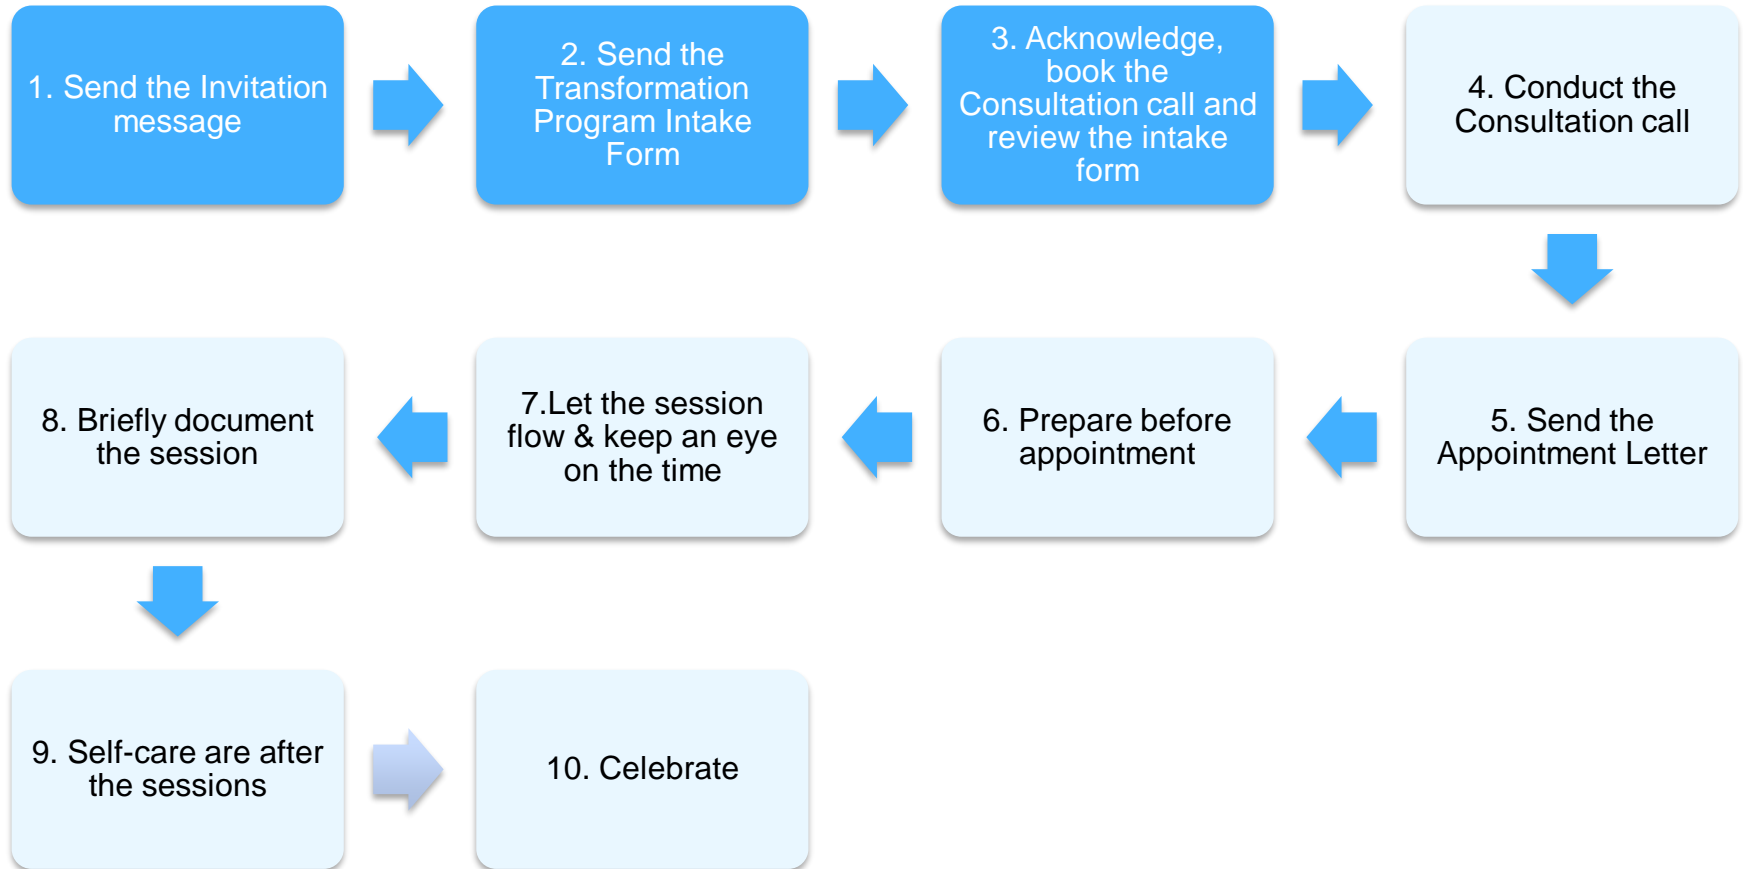 1. Send the Invitation
message
2. Send the
Transformation
Program Intake
Form
3. Acknowledge,
book the
Consultation call and
review the intake
form
4. Conduct the
Consultation call
5. Send the
Appointment Letter
6. Prepare before
appointment
7.Let the session
flow & keep an eye
on the time
8. Briefly document
the session
9. Self-care are after
the sessions
10. Celebrate